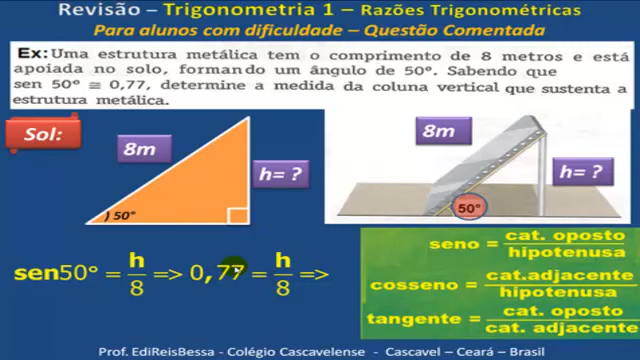 Revisão – Trigonometria 1 – Razões Trigonométricas
Para alunos com dificuldade – Questão Comentada
Ex: Uma estrutura metálica tem o comprimento de 8 metros e está
apoiada no solo, formando um ângulo de 50°. Sabendo que
sen 50° ≅ 0,77, determine a medida da coluna vertical que sustenta a
estrutura metálica.
Sol:
8m
h= ?
) 50°
8m
h= ?
50°
sen50° = h/8 => 0,77 = h/8 =>
seno = cat. oposto / hipotenusa
cosseno = cat.adjacente / hipotenusa
tangente = cat. oposto / cat. adjacente
Prof. EdiReisBessa - Colégio Cascavelense - Cascavel – Ceará – Brasil